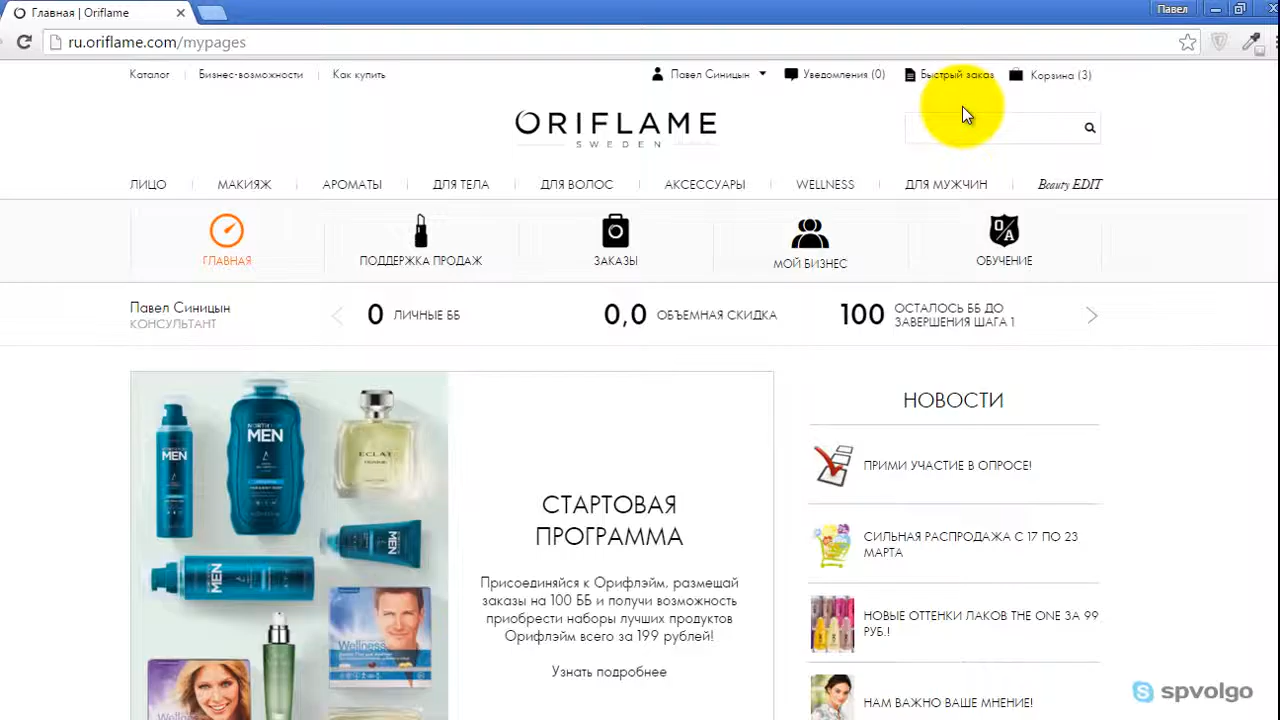 Главная | Oriflame
Павел
ru.oriflame.com/mypages
Каталог
Бизнес-возможности
Как купить
Павел Синицын
Уведомления (0)
Быстрый заказ
Корзина (3)
ORIFLAME
SWEDEN
ЛИЦО
МАКИЯЖ
АРОМАТЫ
ДЛЯ ТЕЛА
ДЛЯ ВОЛОС
АКСЕССУАРЫ
WELLNESS
ДЛЯ МУЖЧИН
Beauty EDIT
ГЛАВНАЯ
ПОДДЕРЖКА ПРОДАЖ
ЗАКАЗЫ
МОЙ БИЗНЕС
ОБУЧЕНИЕ
Павел Синицын
КОНСУЛЬТАНТ
0 ЛИЧНЫЕ ББ
0,0 ОБЪЕМНАЯ СКИДКА
100 ОСТАЛОСЬ ББ ДО
ЗАВЕРШЕНИЯ ШАГА 1
MEN
NORTH FOR
MEN
ECLAT
MEN
MEN
Wellness
Wellness
СТАРТОВАЯ
ПРОГРАММА
Присоединяйся к Орифлэйм, размещай
заказы на 100 ББ и получи возможность
приобрести наборы лучших продуктов
Орифлэйм всего за 199 рублей!
Узнать подробнее
НОВОСТИ
ПРИМИ УЧАСТИЕ В ОПРОСЕ!
СИЛЬНАЯ РАСПРОДАЖА С 17 ПО 23
МАРТА
НОВЫЕ ОТТЕНКИ ЛАКОВ THE ONE ЗА 99
РУБ.!
НАМ ВАЖНО ВАШЕ МНЕНИЕ!
spvolgo